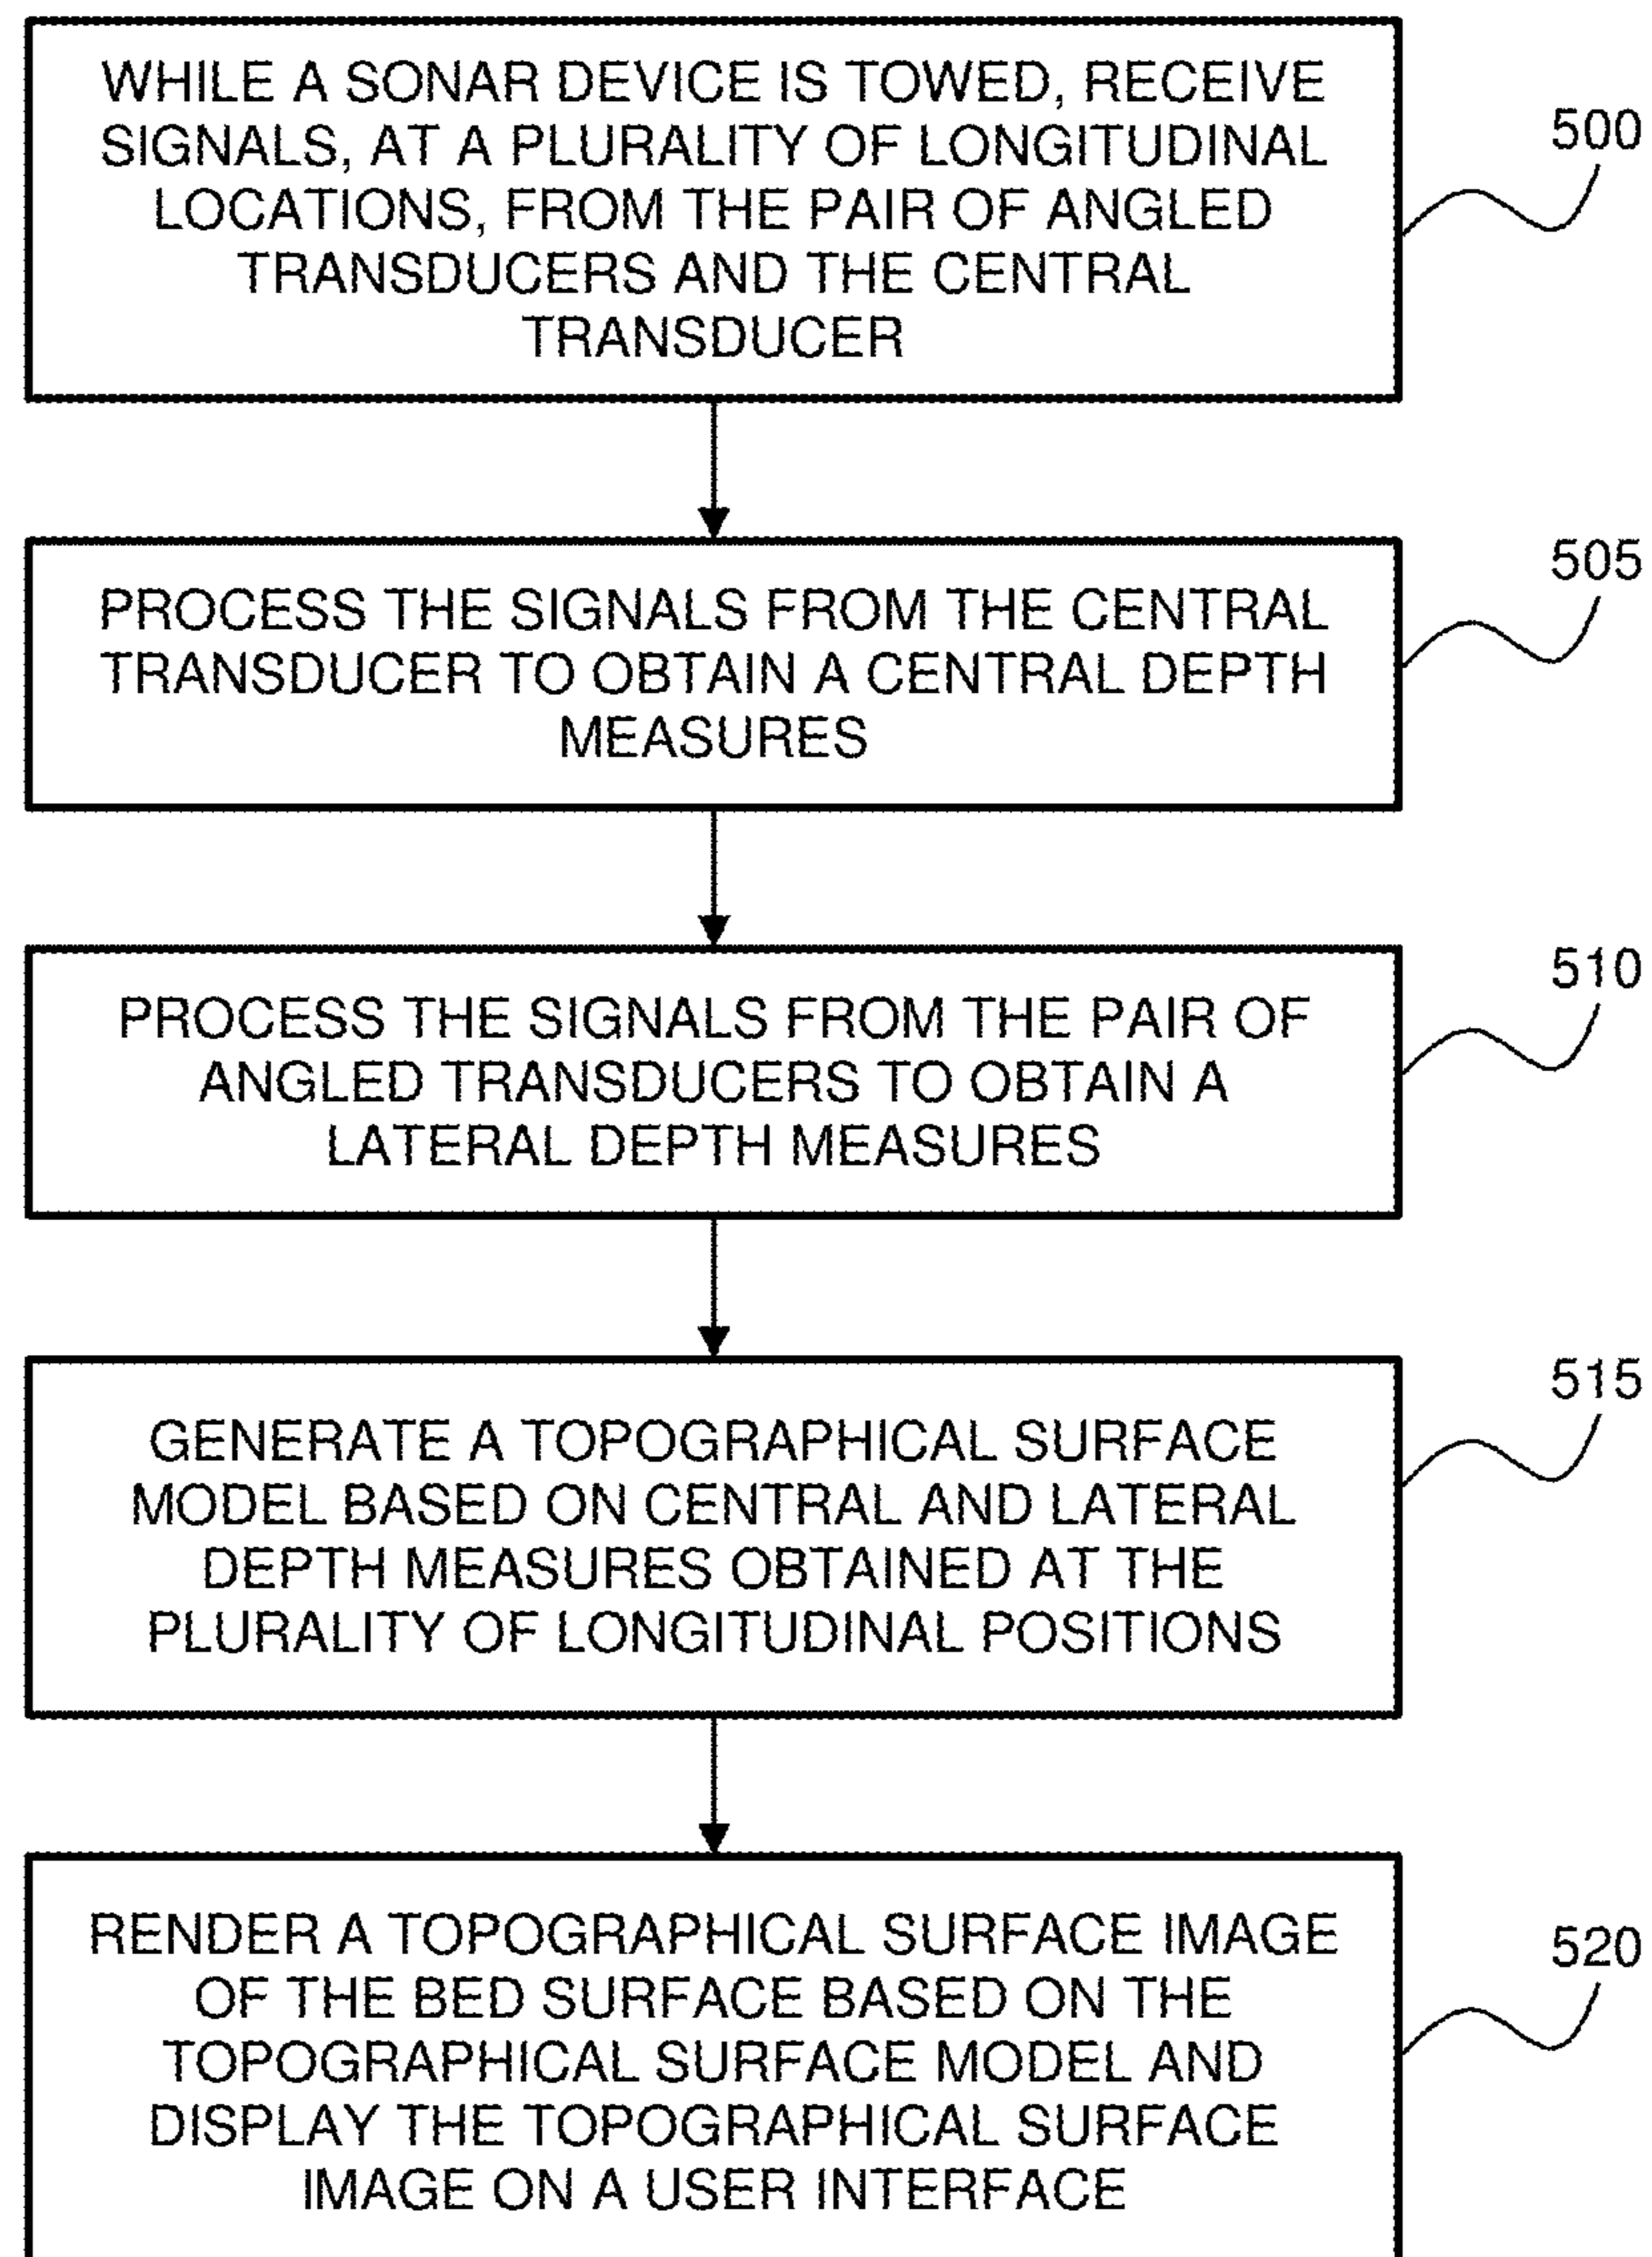 WHILE A SONAR DEVICE IS TOWED, RECEIVE
SIGNALS, AT A PLURALITY OF LONGITUDINAL
LOCATIONS, FROM THE PAIR OF ANGLED
TRANSDUCERS AND THE CENTRAL
TRANSDUCER
500
PROCESS THE SIGNALS FROM THE CENTRAL
TRANSDUCER TO OBTAIN A CENTRAL DEPTH
MEASURES
505
PROCESS THE SIGNALS FROM THE PAIR OF
ANGLED TRANSDUCERS TO OBTAIN A
LATERAL DEPTH MEASURES
510
GENERATE A TOPOGRAPHICAL SURFACE
MODEL BASED ON CENTRAL AND LATERAL
DEPTH MEASURES OBTAINED AT THE
PLURALITY OF LONGITUDINAL POSITIONS
515
RENDER A TOPOGRAPHICAL SURFACE IMAGE
OF THE BED SURFACE BASED ON THE
TOPOGRAPHICAL SURFACE MODEL AND
DISPLAY THE TOPOGRAPHICAL SURFACE
IMAGE ON A USER INTERFACE
520